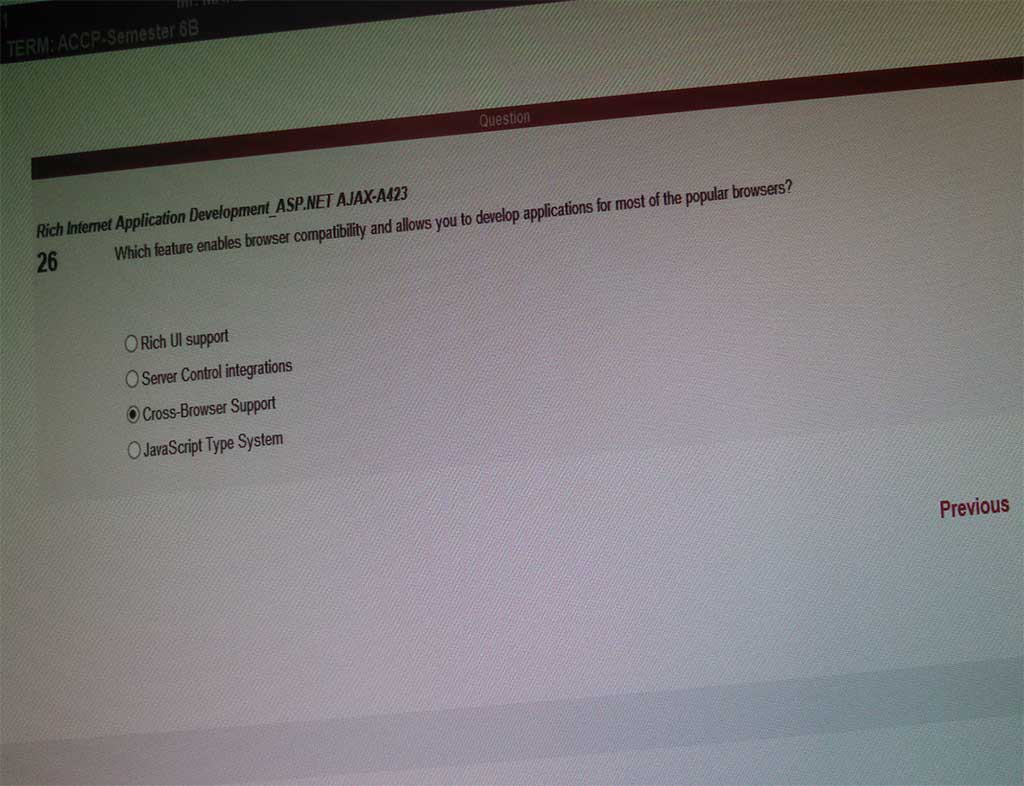 1
TERM: ACCP-Semester 6B
Question
Rich Internet Application Development_ASP.NET AJAX-A423
26 Which feature enables browser compatibility and allows you to develop applications for most of the popular browsers?
Rich UI support
Server Control integrations
Cross-Browser Support
JavaScript Type System
Previous